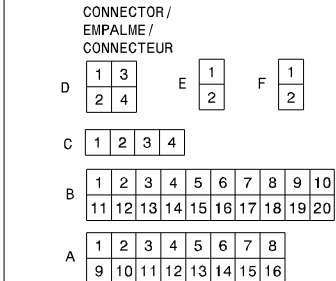 CONNECTOR /
EMPALME /
CONNECTEUR
D 1 3 E 1 F 1
2 4 2 2
C 1 2 3 4
B 1 2 3 4 5 6 7 8 9 10
11 12 13 14 15 16 17 18 19 20
A 1 2 3 4 5 6 7 8
9 10 11 12 13 14 15 16